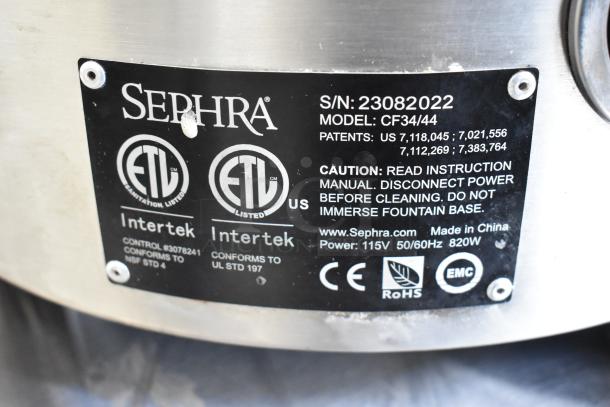 SEPHRA®
S/N: 23082022
MODEL: CF34/44
PATENTS: US 7,118,045 ; 7,021,556
7,112,269 ; 7,383,764
CAUTION: READ INSTRUCTION
MANUAL. DISCONNECT POWER
BEFORE CLEANING. DO NOT
IMMERSE FOUNTAIN BASE.
www.Sephra.com Made in China
Power: 115V 50/60Hz 820W
ETL CM
SANITATION LISTED
Intertek
CONTROL #3078241
CONFORMS TO
NSF STD 4
ETL CM
LISTED
US
Intertek
CONFORMS TO
UL STD 197
CE
RoHS
EMC